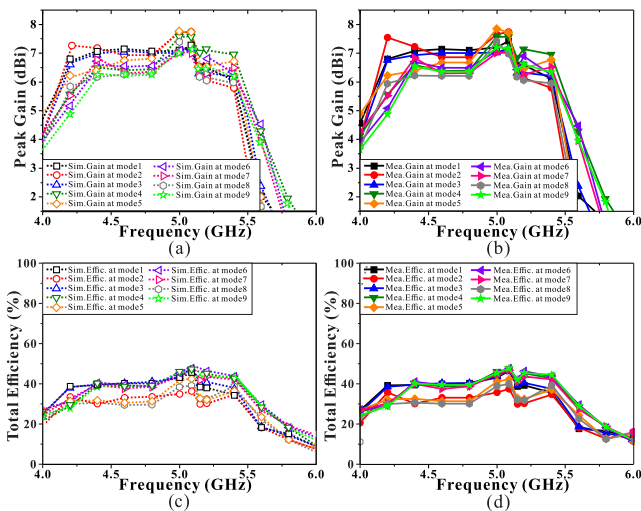 8
7
6
5
4
3
2
Peak Gain (dBi)
Sim.Gain at mode1
Sim.Gain at mode2
Sim.Gain at mode3
Sim.Gain at mode4
Sim.Gain at mode5
Sim.Gain at mode6
Sim.Gain at mode7
Sim.Gain at mode8
Sim.Gain at mode9
4.0 4.5 5.0 5.5 6.0
Frequency (GHz)
(a)
8
7
6
5
4
3
2
Peak Gain (dBi)
Mea.Gain at mode1
Mea.Gain at mode2
Mea.Gain at mode3
Mea.Gain at mode4
Mea.Gain at mode5
Mea.Gain at mode6
Mea.Gain at mode7
Mea.Gain at mode8
Mea.Gain at mode9
4.0 4.5 5.0 5.5 6.0
Frequency (GHz)
(b)
100
80
60
40
20
0
Total Efficiency (%)
Sim.Effic. at mode1
Sim.Effic. at mode2
Sim.Effic. at mode3
Sim.Effic. at mode4
Sim.Effic. at mode5
Sim.Effic. at mode6
Sim.Effic. at mode7
Sim.Effic. at mode8
Sim.Effic. at mode9
4.0 4.5 5.0 5.5 6.0
Frequency (GHz)
(c)
100
80
60
40
20
0
Total Efficiency (%)
Mea.Effic. at mode1
Mea.Effic. at mode2
Mea.Effic. at mode3
Mea.Effic. at mode4
Mea.Effic. at mode5
Mea.Effic. at mode6
Mea.Effic. at mode7
Mea.Effic. at mode8
Mea.Effic. at mode9
4.0 4.5 5.0 5.5 6.0
Frequency (GHz)
(d)